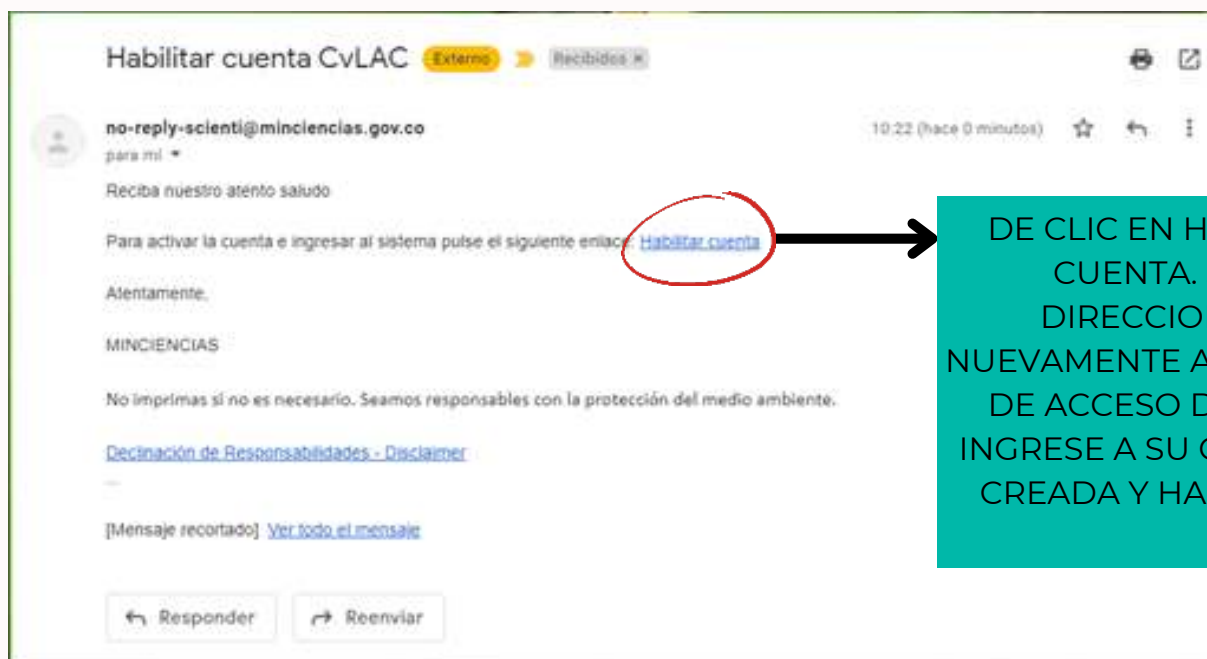 Habilitar cuenta CvLAC Externo Recibidos ×
no-reply-scienti@minciencias.gov.co
10:22 (hace 0 minutos)
para mí
Reciba nuestro atento saludo
Para activar la cuenta e ingresar al sistema pulse el siguiente enlace: Habilitar cuenta
Atentamente,
MINCIENCIAS
No imprimas si no es necesario. Seamos responsables con la protección del medio ambiente.
Declinación de Responsabilidades - Disclaimer
...
[Mensaje recortado] Ver todo el mensaje
Responder Reenviar
DE CLIC EN H
CUENTA.
DIRECCIO
NUEVAMENTE A
DE ACCESO D
INGRESE A SU
CREADA Y HA